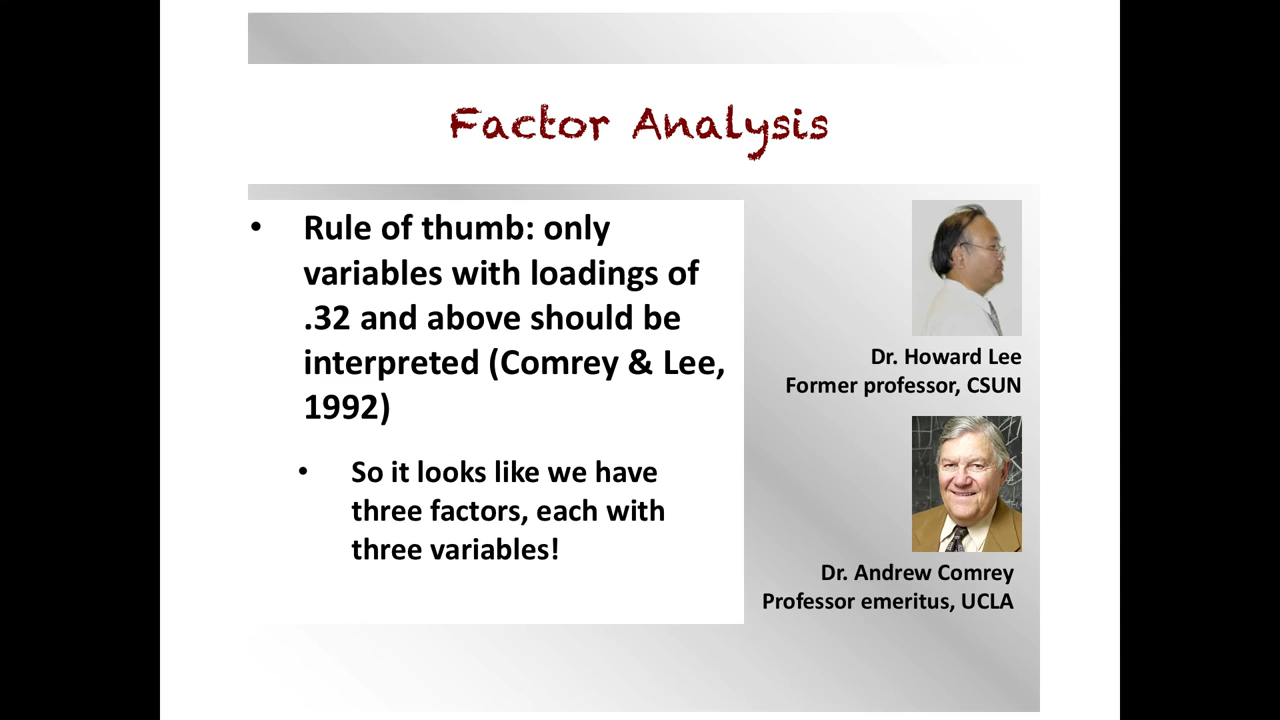 Factor Analysis
• Rule of thumb: only
variables with loadings of
.32 and above should be
interpreted (Comrey & Lee,
1992)
• So it looks like we have
three factors, each with
three variables!
Dr. Howard Lee
Former professor, CSUN
Dr. Andrew Comrey
Professor emeritus, UCLA